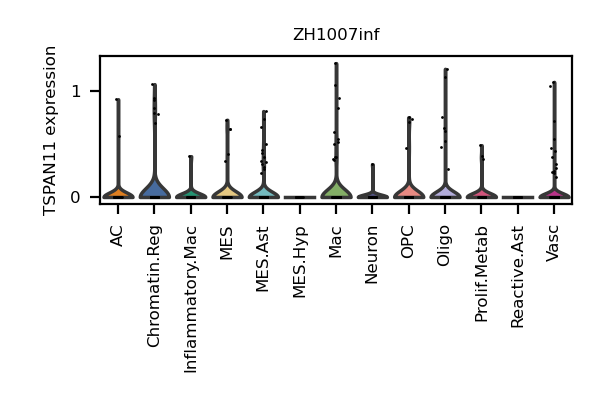 ZH1007inf
TSPAN11 expression
1
0
AC
Chromatin.Reg
Inflammatory.Mac
MES
MES.Ast
MES.Hyp
Mac
Neuron
OPC
Oligo
Prolif.Metab
Reactive.Ast
Vasc